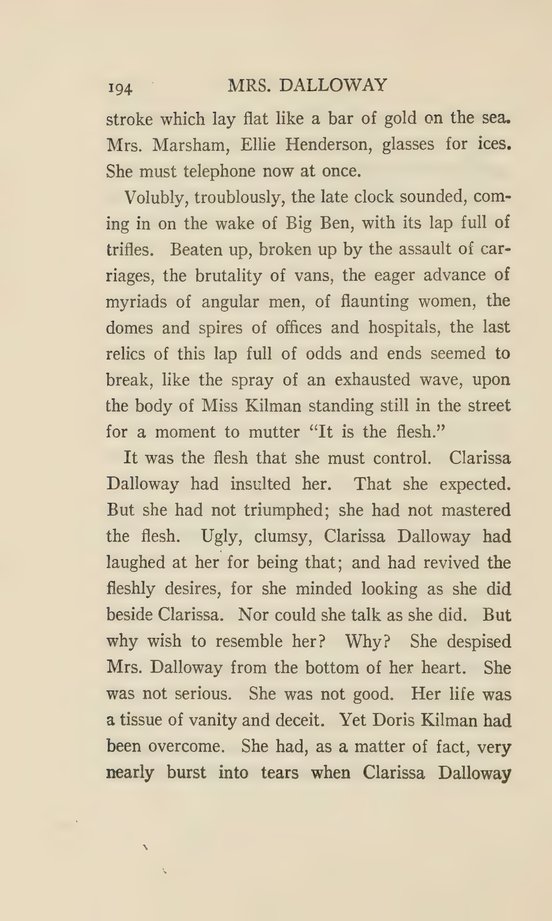 194 MRS. DALLOWAY
stroke which lay flat like a bar of gold on the sea.
Mrs. Marsham, Ellie Henderson, glasses for ices.
She must telephone now at once.
Volubly, troublously, the late clock sounded, com-
ing in on the wake of Big Ben, with its lap full of
trifles. Beaten up, broken up by the assault of car-
riages, the brutality of vans, the eager advance of
myriads of angular men, of flaunting women, the
domes and spires of offices and hospitals, the last
relics of this lap full of odds and ends seemed to
break, like the spray of an exhausted wave, upon
the body of Miss Kilman standing still in the street
for a moment to mutter “It is the flesh.”
It was the flesh that she must control. Clarissa
Dalloway had insulted her. That she expected.
But she had not triumphed; she had not mastered
the flesh. Ugly, clumsy, Clarissa Dalloway had
laughed at her for being that; and had revived the
fleshly desires, for she minded looking as she did
beside Clarissa. Nor could she talk as she did. But
why wish to resemble her? Why? She despised
Mrs. Dalloway from the bottom of her heart. She
was not serious. She was not good. Her life was
a tissue of vanity and deceit. Yet Doris Kilman had
been overcome. She had, as a matter of fact, very
nearly burst into tears when Clarissa Dalloway